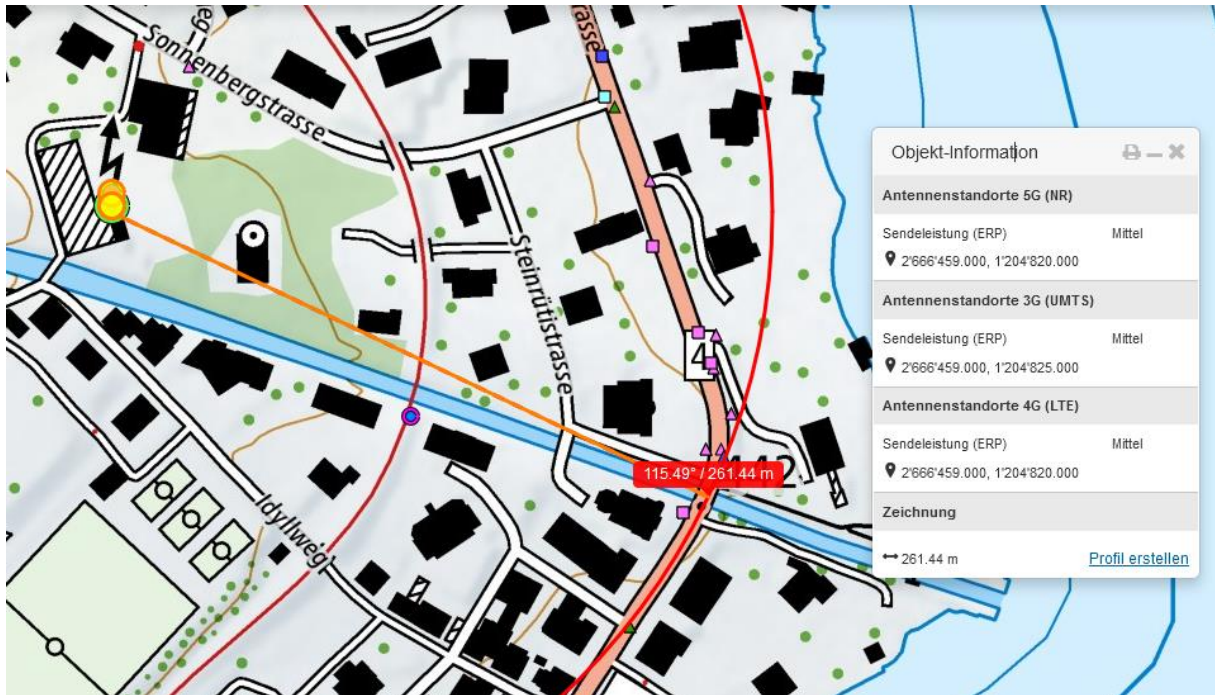 Sonnenbergstrasse
rasse
eg
Steinrütistrasse
Idyllweg
4
115.49° / 261.44 m
442
Objekt-Information
Antennenstandorte 5G (NR)
Sendeleistung (ERP) Mittel
2'666'459.000, 1'204'820.000
Antennenstandorte 3G (UMTS)
Sendeleistung (ERP) Mittel
2'666'459.000, 1'204'825.000
Antennenstandorte 4G (LTE)
Sendeleistung (ERP) Mittel
2'666'459.000, 1'204'820.000
Zeichnung
261.44 m Profil erstellen